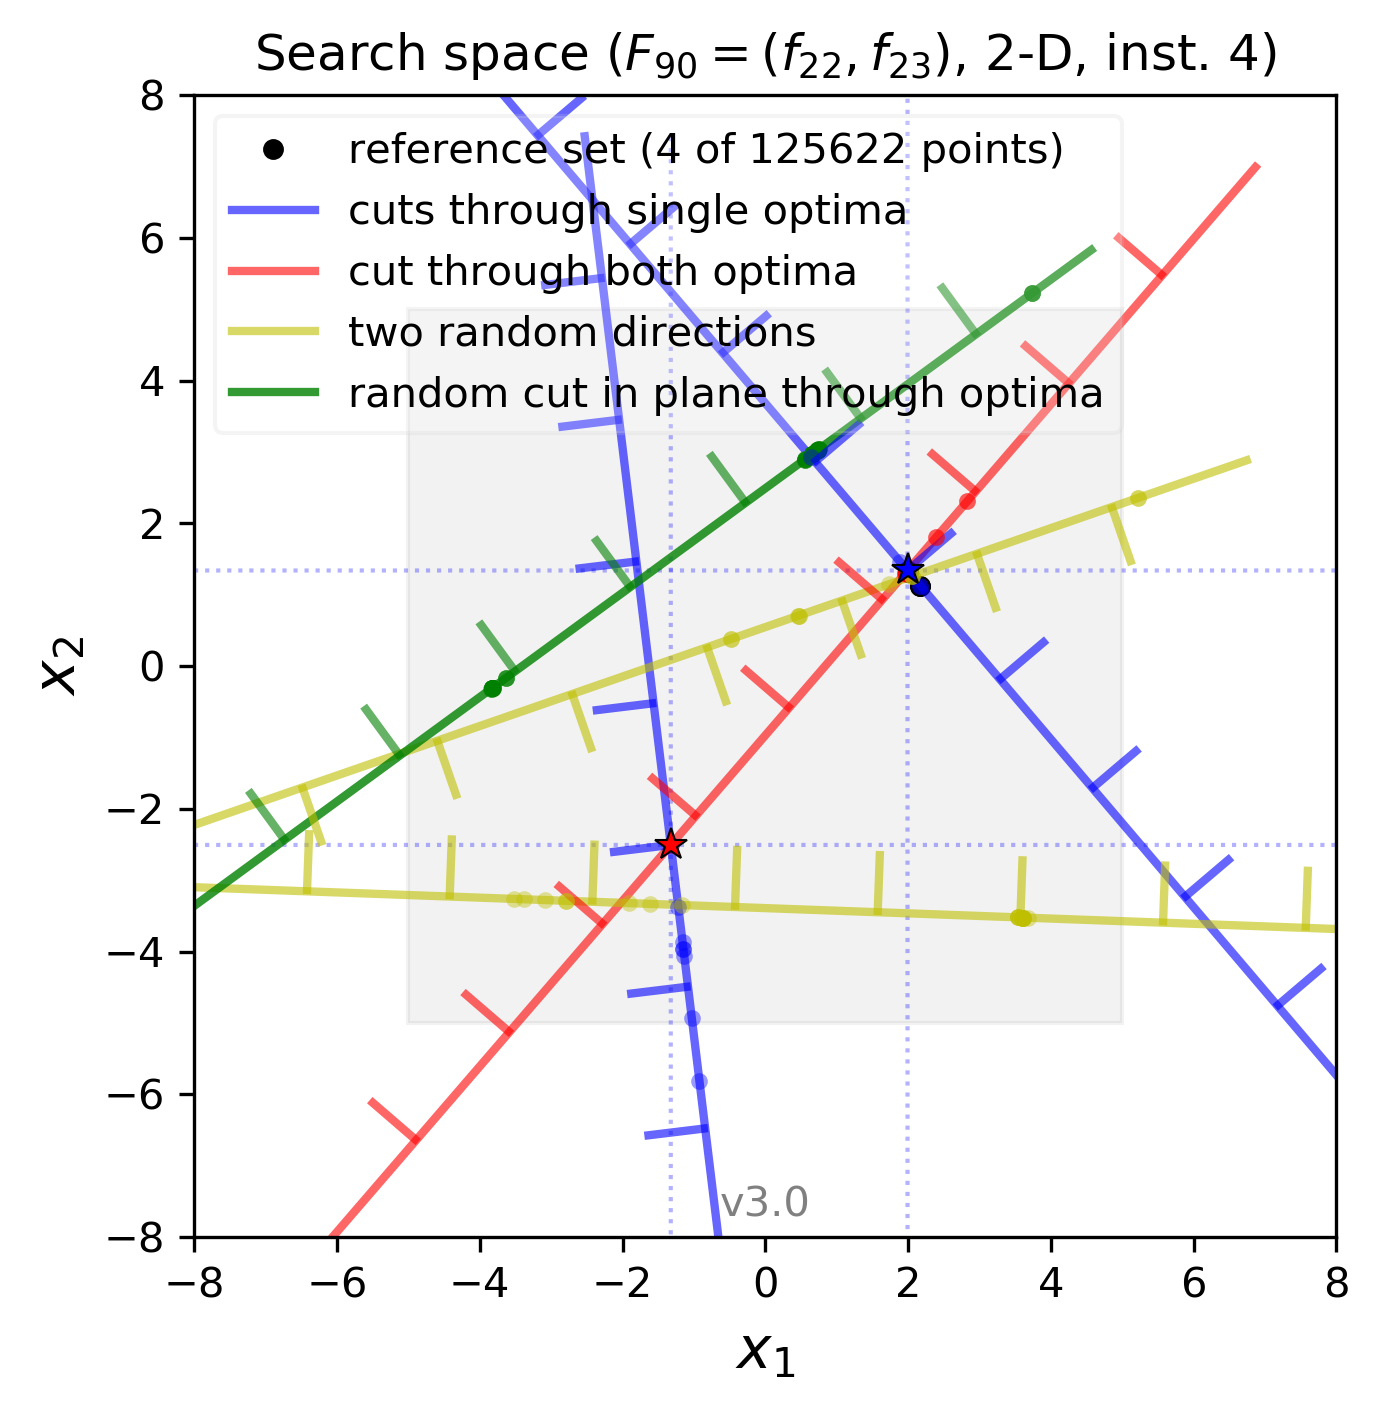 Search space (F₉₀ = (f₂₂, f₂₃), 2-D, inst. 4)
reference set (4 of 125622 points)
cuts through single optima
cut through both optima
two random directions
random cut in plane through optima
8
6
4
2
0
−2
−4
−6
−8
x₂
v3.0
−8 −6 −4 −2 0 2 4 6 8
x₁